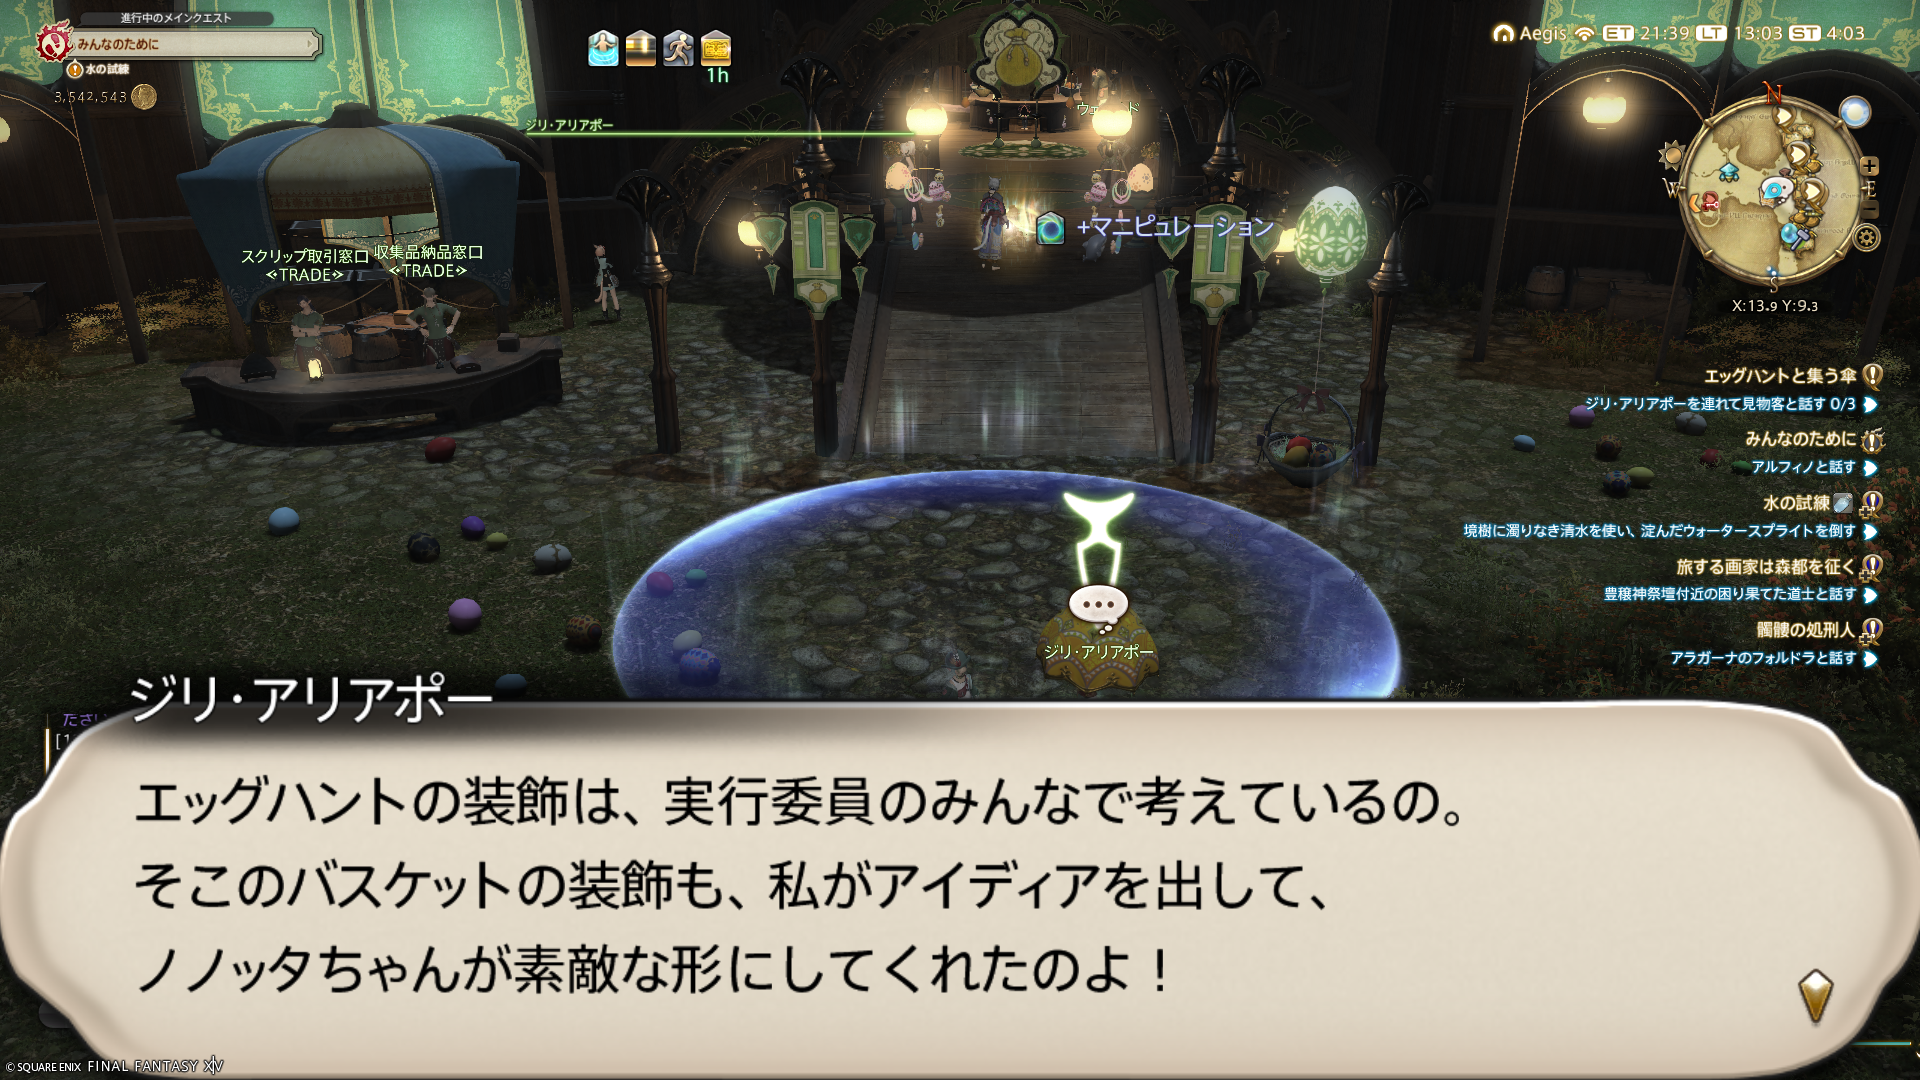 進行中のメインクエスト
みんなのために
水の試練
3,542,543
1h
Aegis ET 21:39 LT 13:03 ST 4:03
ジリ・アリアポー
+マニピュレーション
スクリップ取引窓口
<TRADE>
収集品納品窓口
<TRADE>
N
W
E
S
X:13.9 Y:9.3
エッグハントと集う傘
ジリ・アリアポーを連れて見物客と話す 0/3
みんなのために
アルフィノと話す
水の試練
境樹に濁りなき清水を使い、淀んだウォータースプライトを倒す
旅する画家は森都を征く
豊穣神祭壇付近の困り果てた道士と話す
髑髏の処刑人
アラガーナのフォルドラと話す
ジリ・アリアポー
ジリ・アリアポー
エッグハントの装飾は、実行委員のみんなで考えているの。
そこのバスケットの装飾も、私がアイディアを出して、
ノノッタちゃんが素敵な形にしてくれたのよ！
© SQUARE ENIX FINAL FANTASY XIV